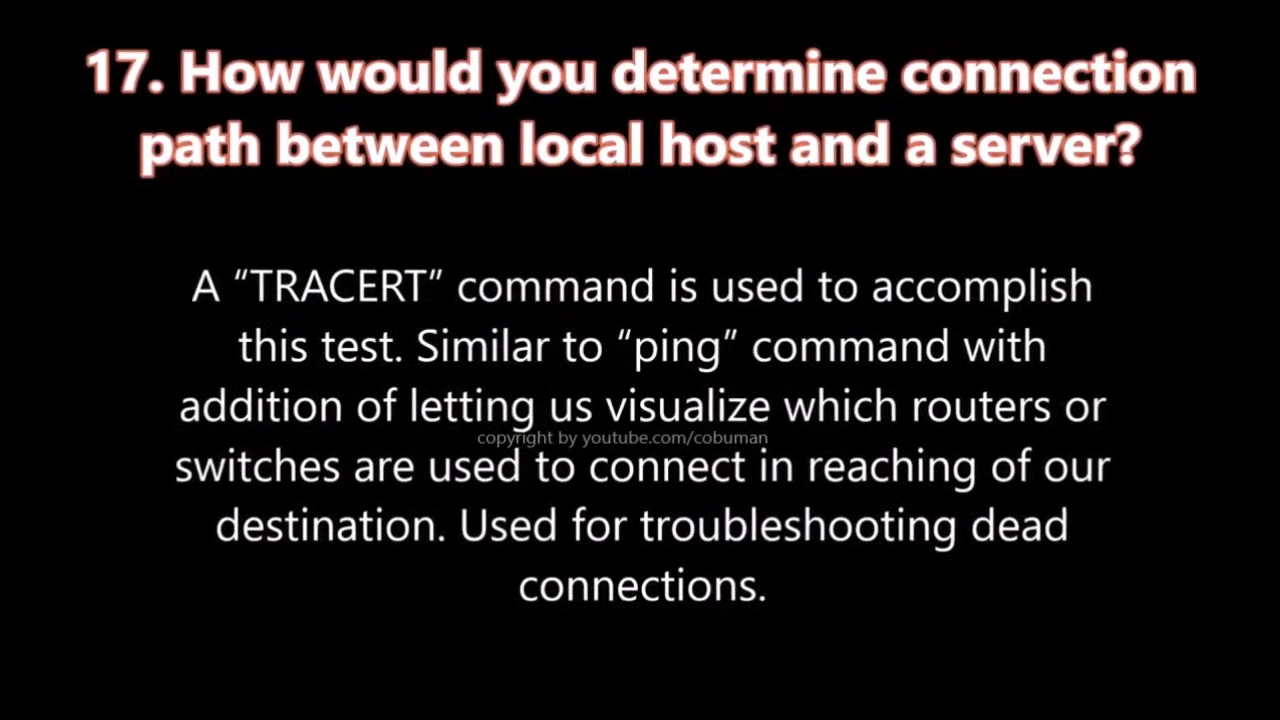 17. How would you determine connection
path between local host and a server?
A “TRACERT” command is used to accomplish
this test. Similar to “ping” command with
addition of letting us visualize which routers or
copyright by youtube.com/cobuman
switches are used to connect in reaching of our
destination. Used for troubleshooting dead
connections.